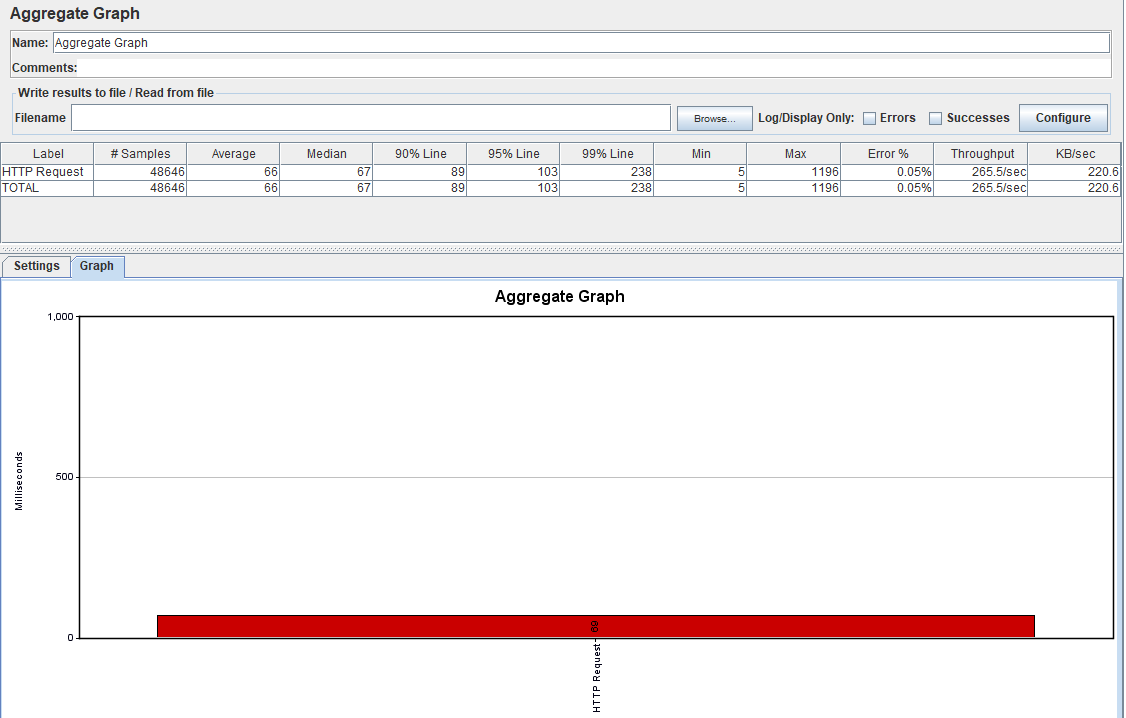 Aggregate Graph
Name: Aggregate Graph
Comments:
Write results to file / Read from file
Filename Browse... Log/Display Only: Errors Successes Configure
Label # Samples Average Median 90% Line 95% Line 99% Line Min Max Error % Throughput KB/sec
HTTP Request 48646 66 67 89 103 238 5 1196 0.05% 265.5/sec 220.6
TOTAL 48646 66 67 89 103 238 5 1196 0.05% 265.5/sec 220.6
Settings Graph
Aggregate Graph
1,000
500
0
Milliseconds
69
HTTP Request